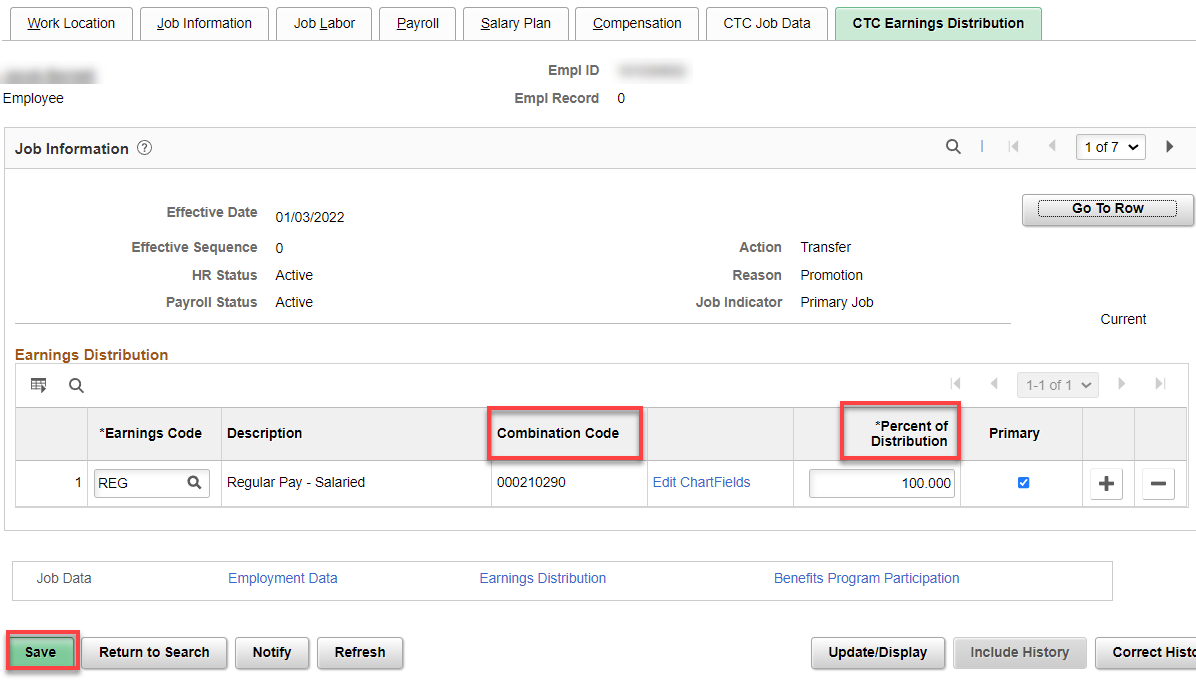 Work Location Job Information Job Labor Payroll Salary Plan Compensation CTC Job Data CTC Earnings Distribution
Empl ID
Employee Empl Record 0
Job Information ? 1 of 7
Effective Date 01/03/2022 Go To Row
Effective Sequence 0 Action Transfer
HR Status Active Reason Promotion
Payroll Status Active Job Indicator Primary Job
Current
Earnings Distribution
1-1 of 1
*Earnings Code Description Combination Code *Percent of Distribution Primary
1 REG Regular Pay - Salaried 000210290 Edit ChartFields 100.000
Job Data Employment Data Earnings Distribution Benefits Program Participation
Save Return to Search Notify Refresh Update/Display Include History Correct Histo